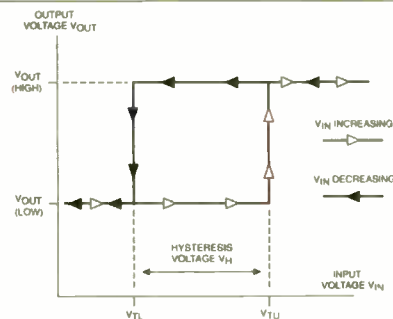 OUTPUT
VOLTAGE VOUT
VOUT
(HIGH)
VIN INCREASING
VIN DECREASING
VOUT
(LOW)
HYSTERESIS
VOLTAGE VH
INPUT
VOLTAGE VIN
VTL
VTU